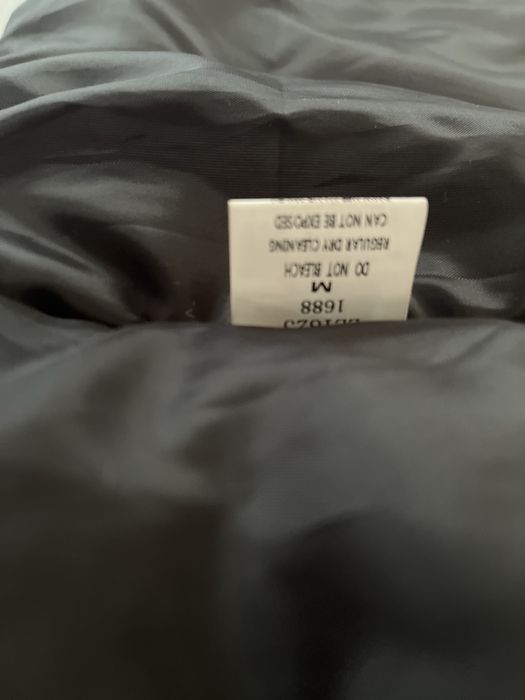 1688
M
DO NOT BLEACH
REGULAR DRY CLEANING
CAN NOT BE EXPOSED